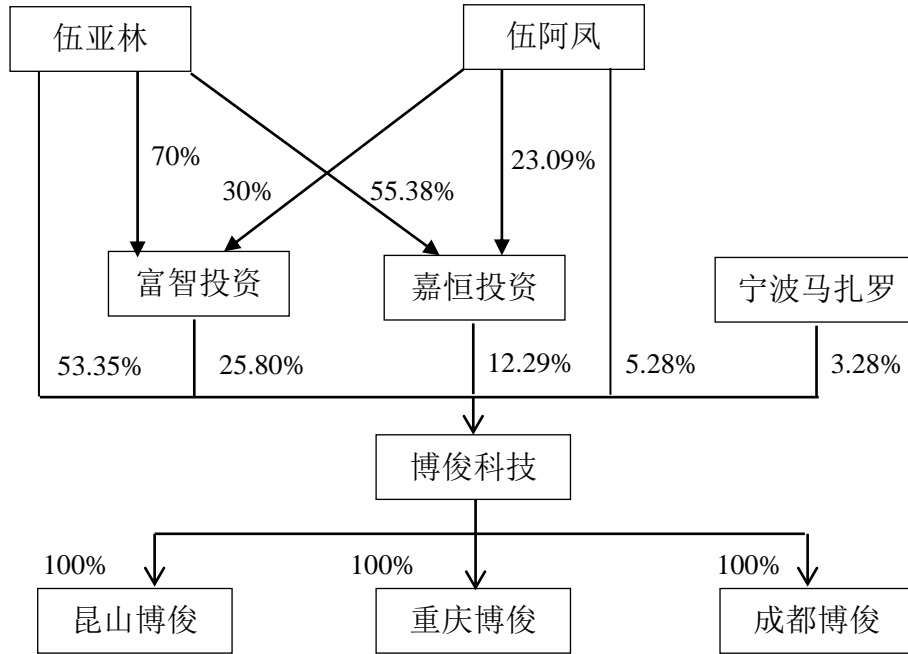 伍亚林
伍阿凤
70%
23.09%
30%
55.38%
富智投资
嘉恒投资
宁波马扎罗
53.35%
25.80%
12.29%
5.28%
3.28%
博俊科技
100%
100%
100%
昆山博俊
重庆博俊
成都博俊